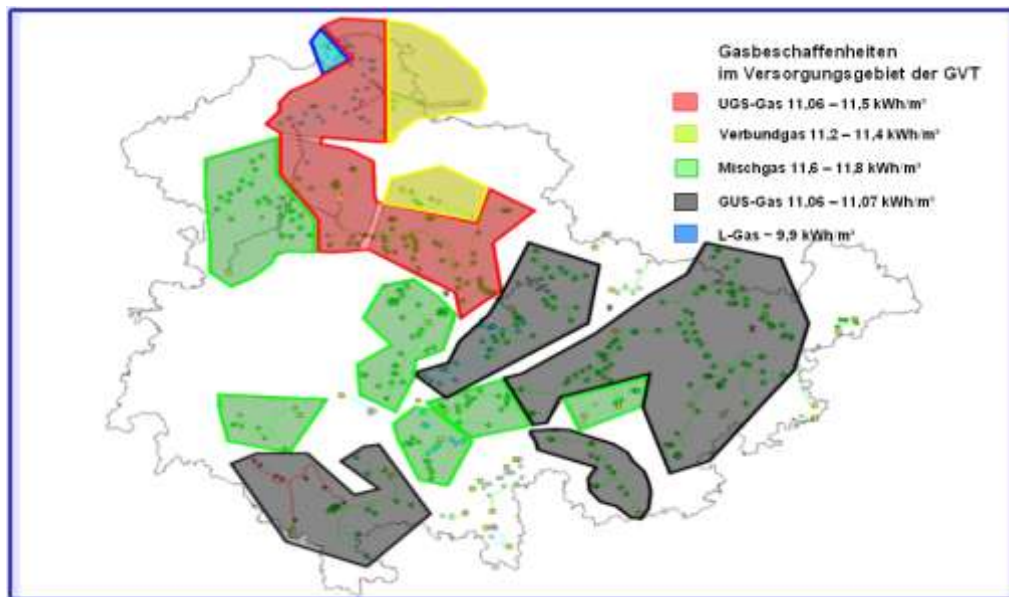 Gasbeschaffenheiten
im Versorgungsgebiet der GVT
UGS-Gas 11,06 – 11,5 kWh/m³
Verbundgas 11,2 – 11,4 kWh/m³
Mischgas 11,6 – 11,8 kWh/m³
GUS-Gas 11,06 – 11,07 kWh/m³
L-Gas ~ 9,9 kWh/m³